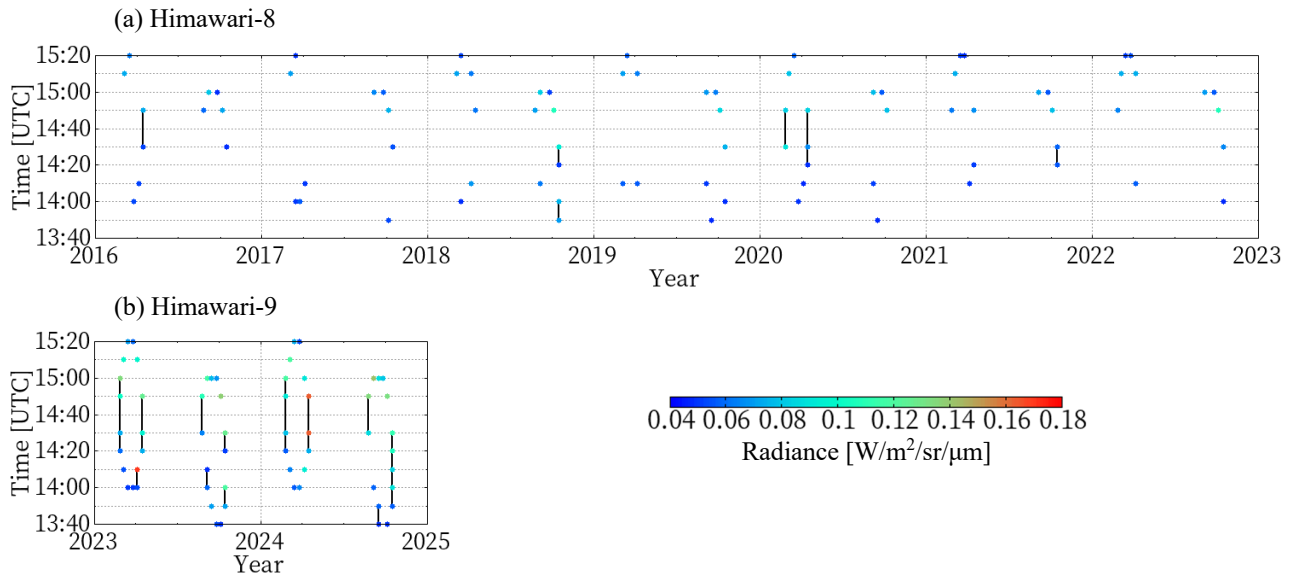 (a) Himawari-8
15:20
15:00
14:40
14:20
14:00
13:40
Time [UTC]
2016 2017 2018 2019 2020 2021 2022 2023
Year
(b) Himawari-9
15:20
15:00
14:40
14:20
14:00
13:40
Time [UTC]
2023 2024 2025
Year
0.04 0.06 0.08 0.1 0.12 0.14 0.16 0.18
Radiance [W/m²/sr/μm]